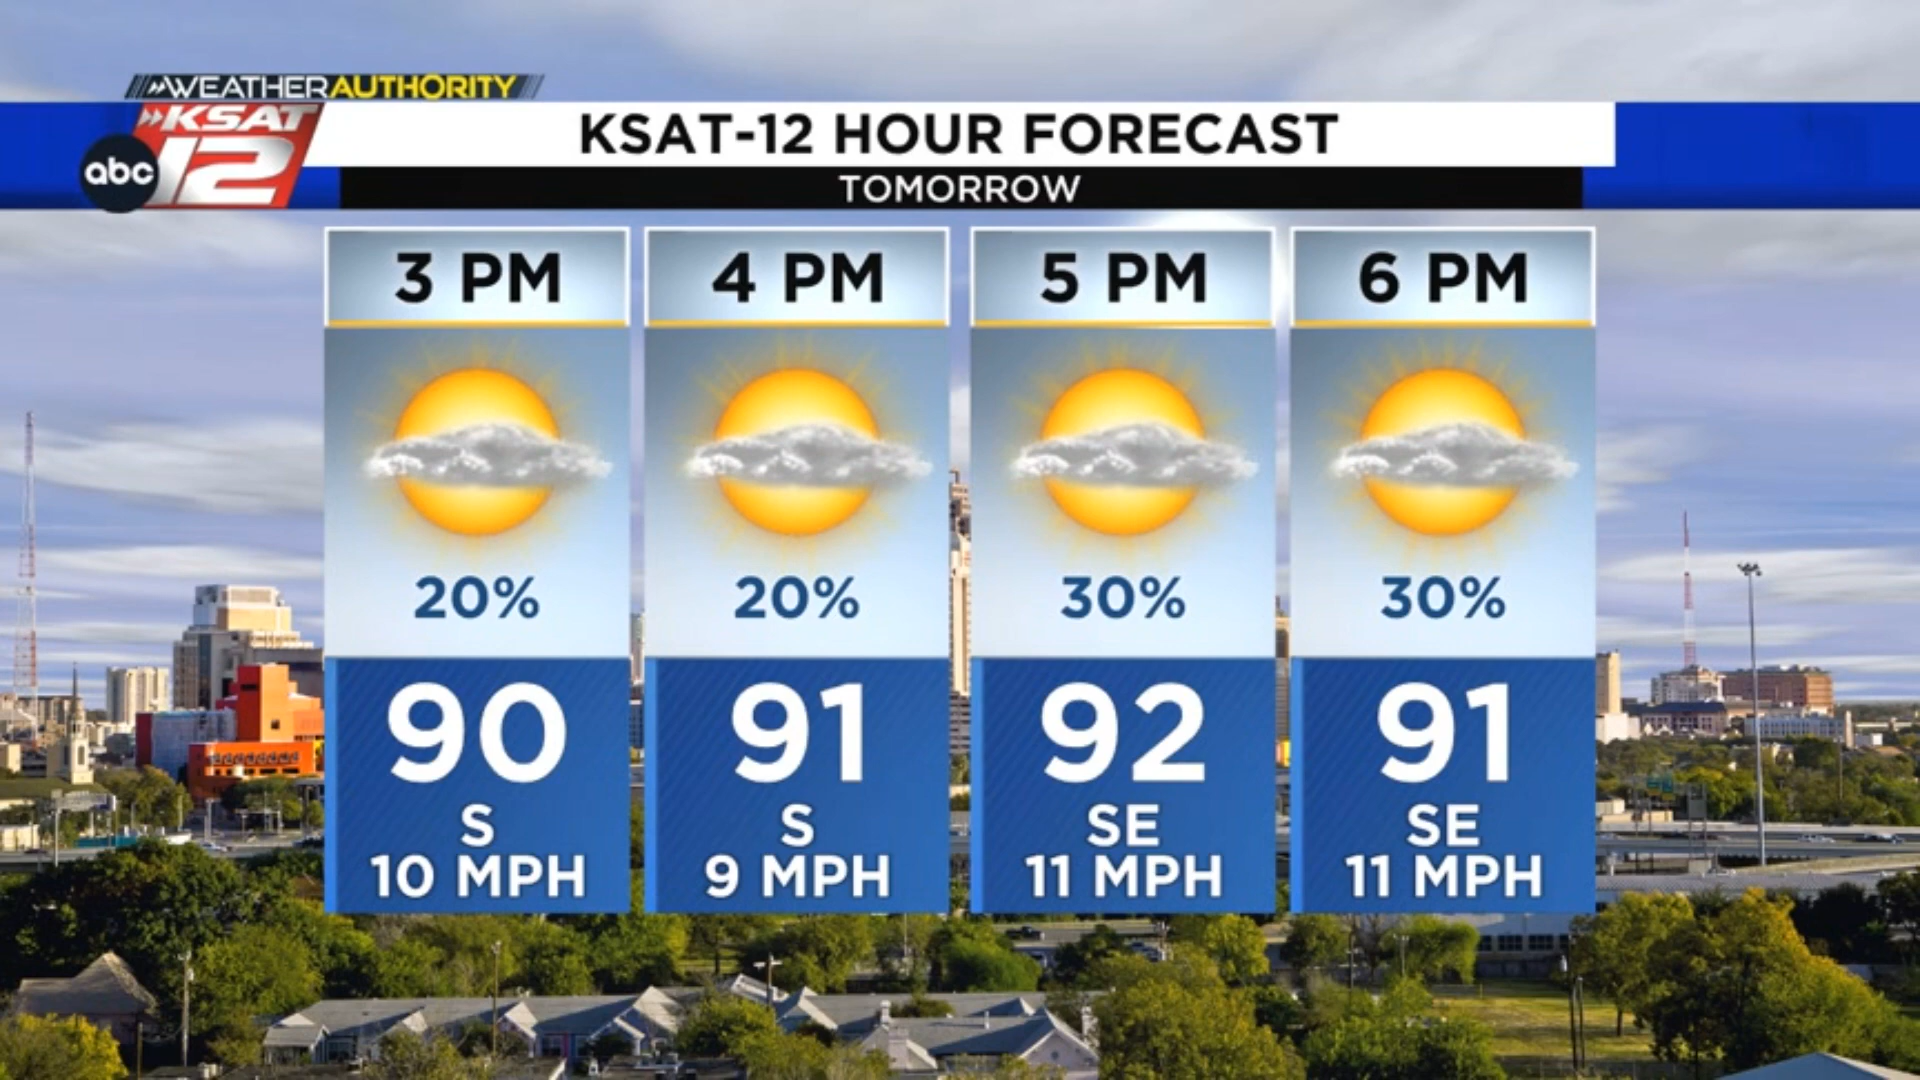 WEATHERAUTHORITY
KSAT
abc
12
KSAT-12 HOUR FORECAST
TOMORROW
3 PM
20%
90
S
10 MPH
4 PM
20%
91
S
9 MPH
5 PM
30%
92
SE
11 MPH
6 PM
30%
91
SE
11 MPH